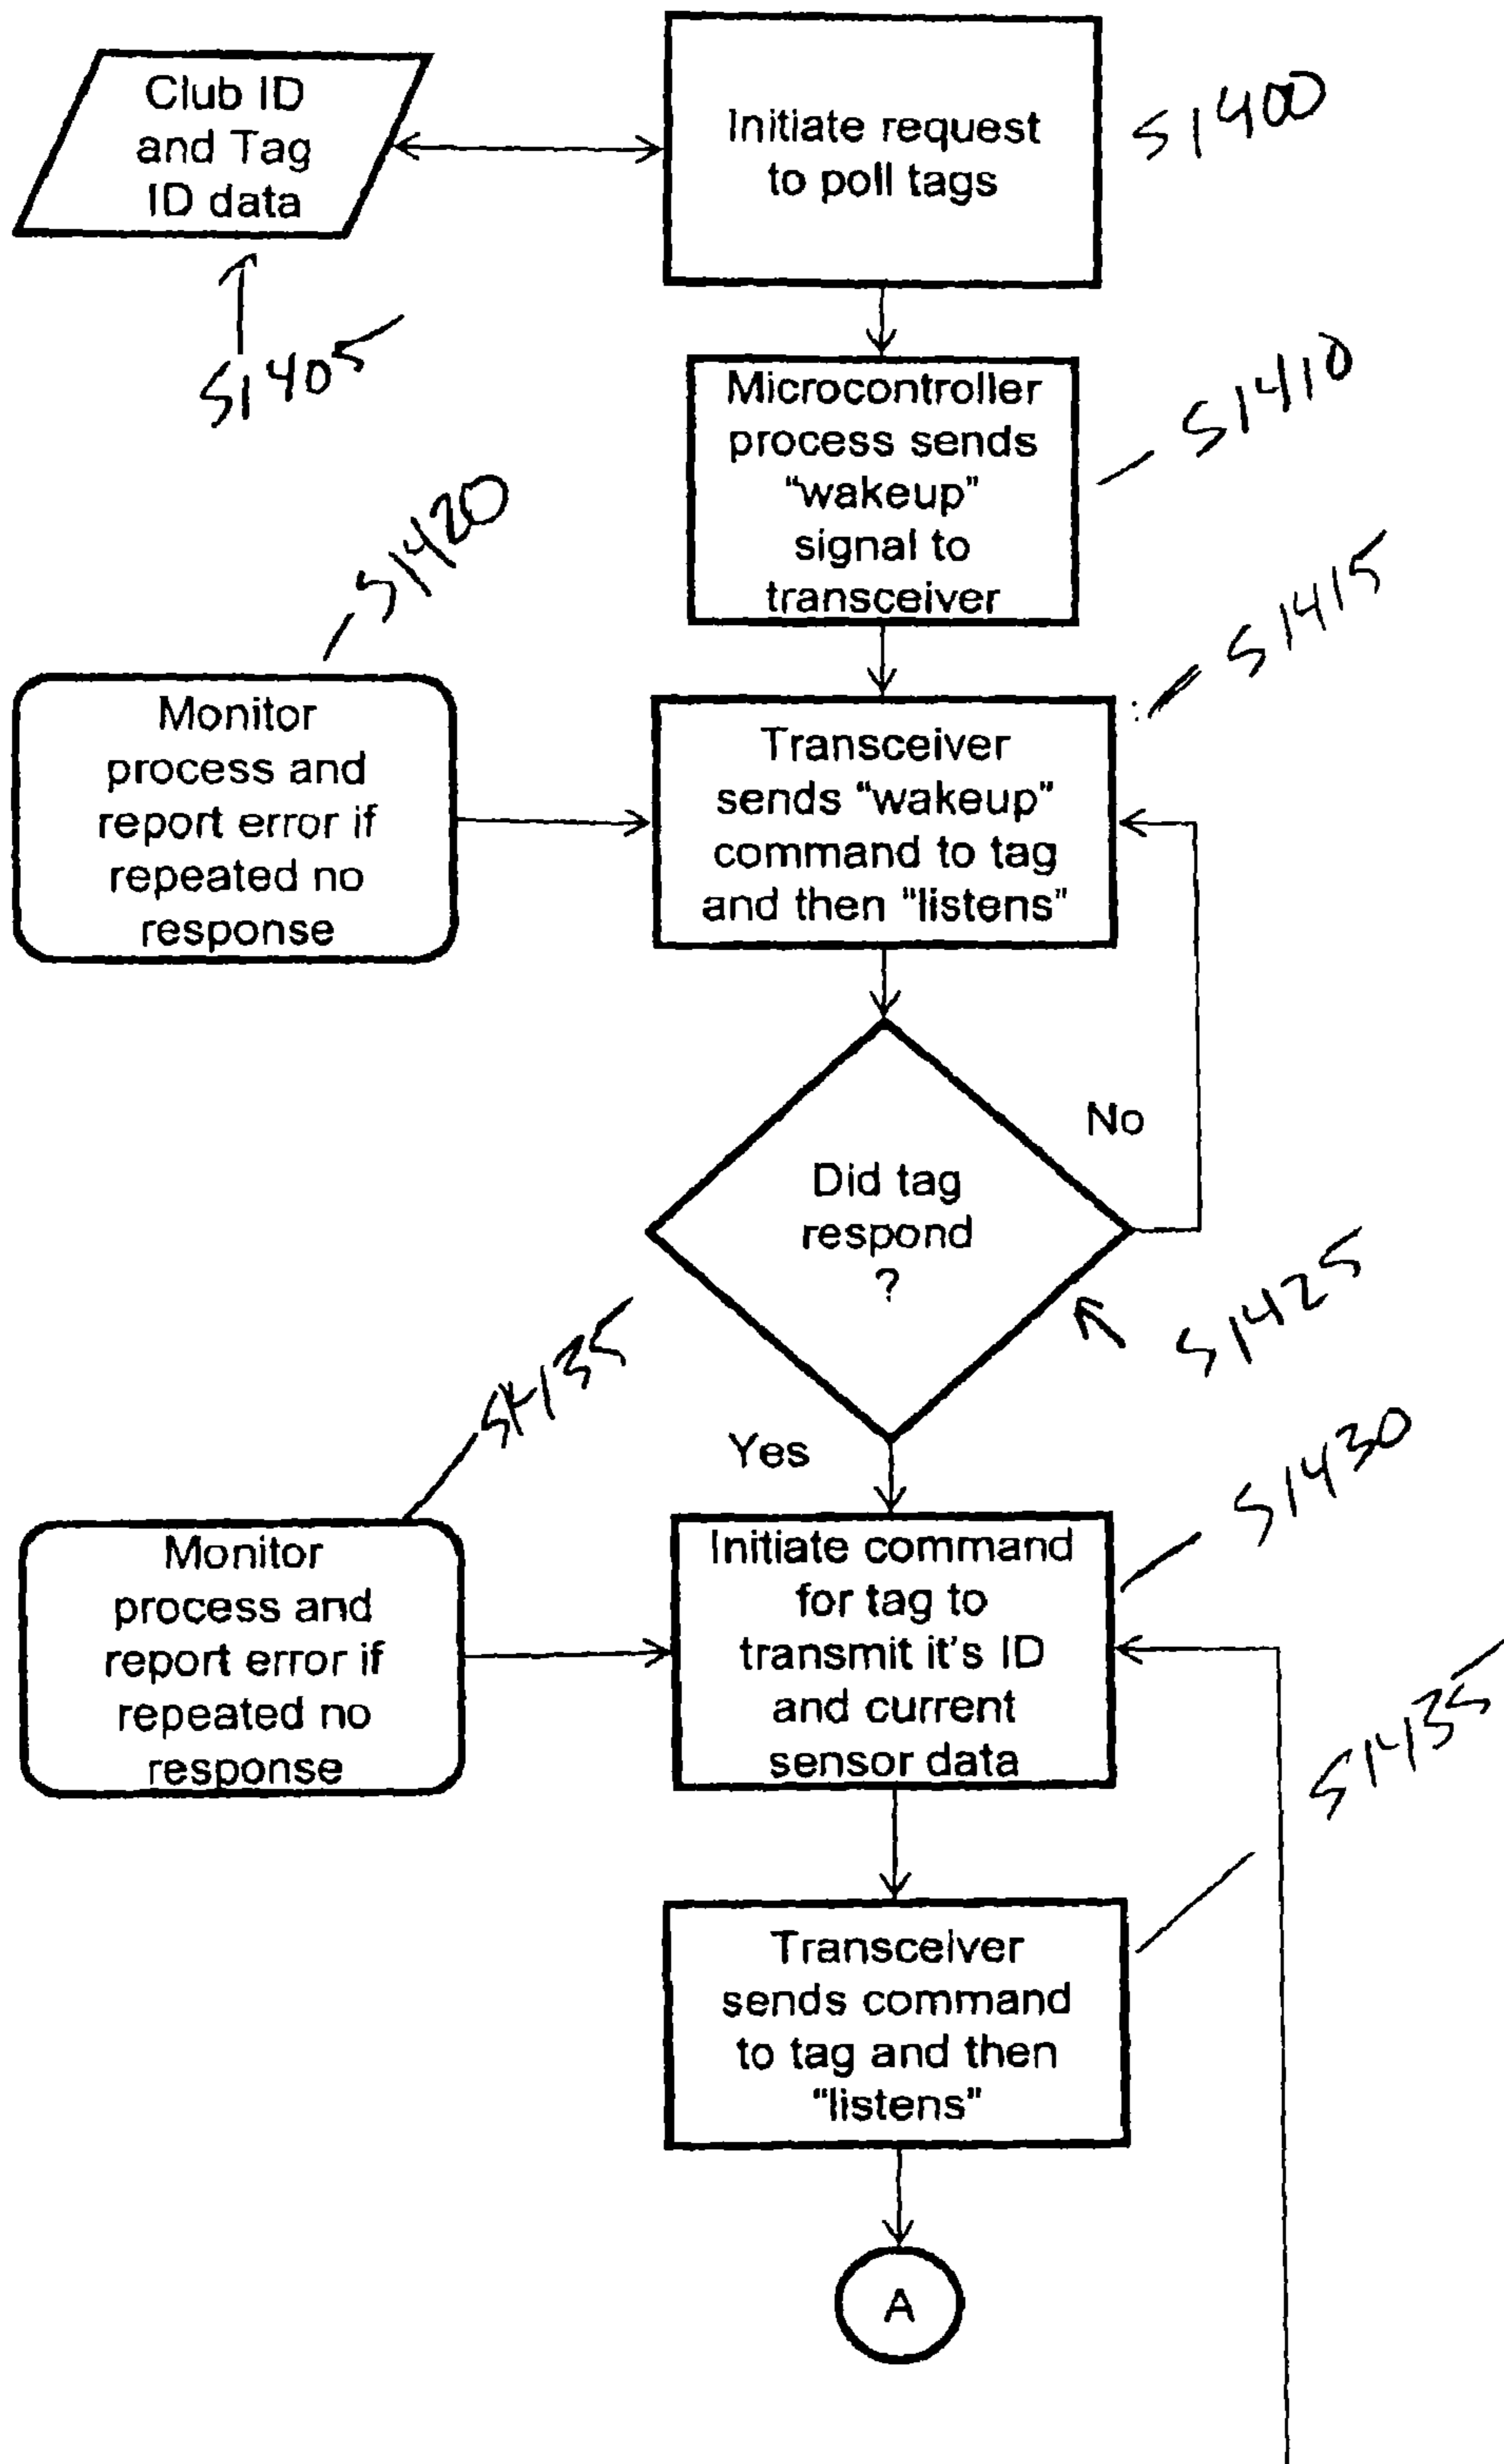 Club ID
and Tag
ID data
Initiate request
to poll tags
S1400
S1405
Microcontroller
process sends
"wakeup"
signal to
transceiver
S1410
S1420
S1415
Monitor
process and
report error if
repeated no
response
Transceiver
sends "wakeup"
command to tag
and then "listens"
No
Did tag
respond
?
S1425
S1435
Yes
S1430
Monitor
process and
report error if
repeated no
response
Initiate command
for tag to
transmit it's ID
and current
sensor data
S1435
Transceiver
sends command
to tag and then
"listens"
A